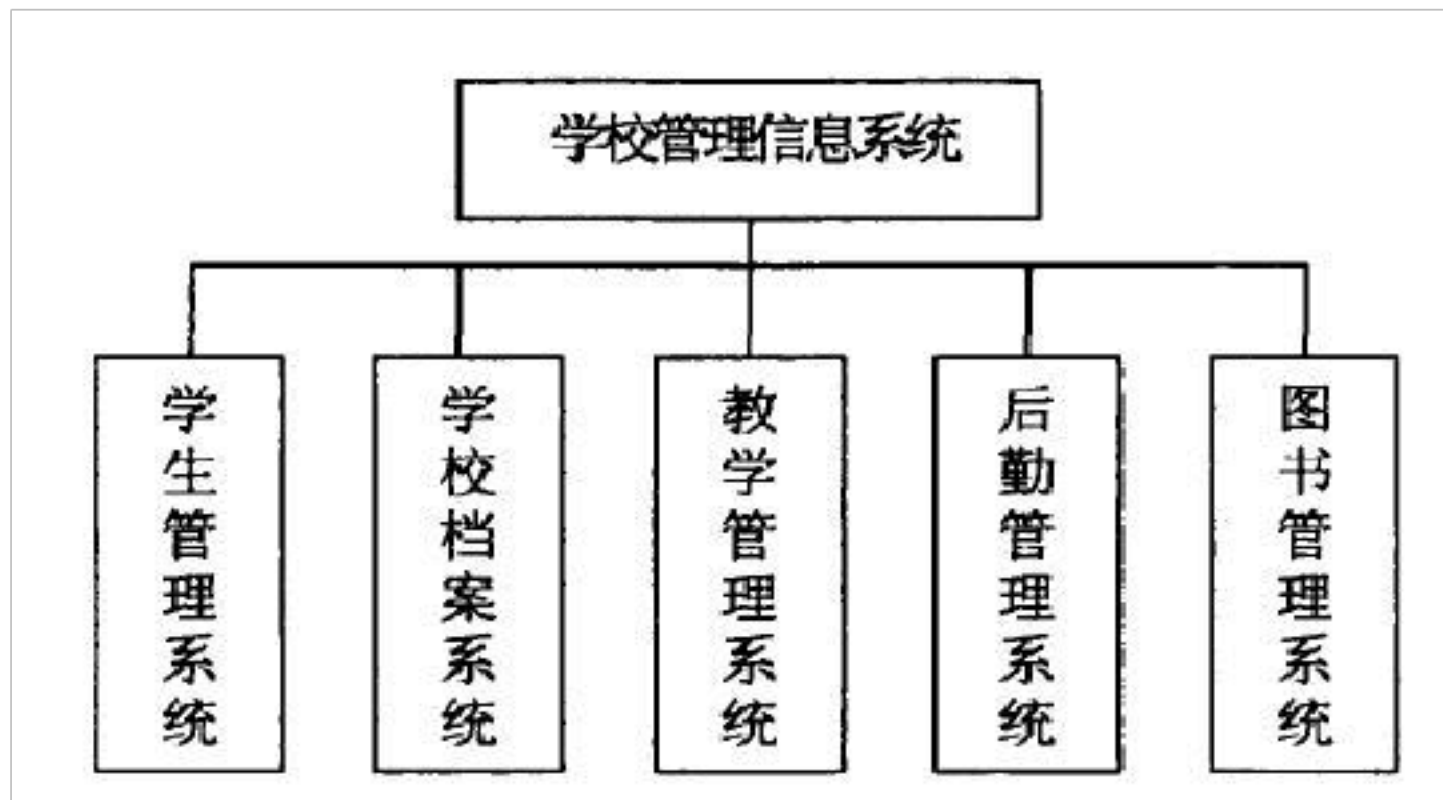 学校管理信息系统
学生管理系统
学校档案系统
教学管理系统
后勤管理系统
图书管理系统